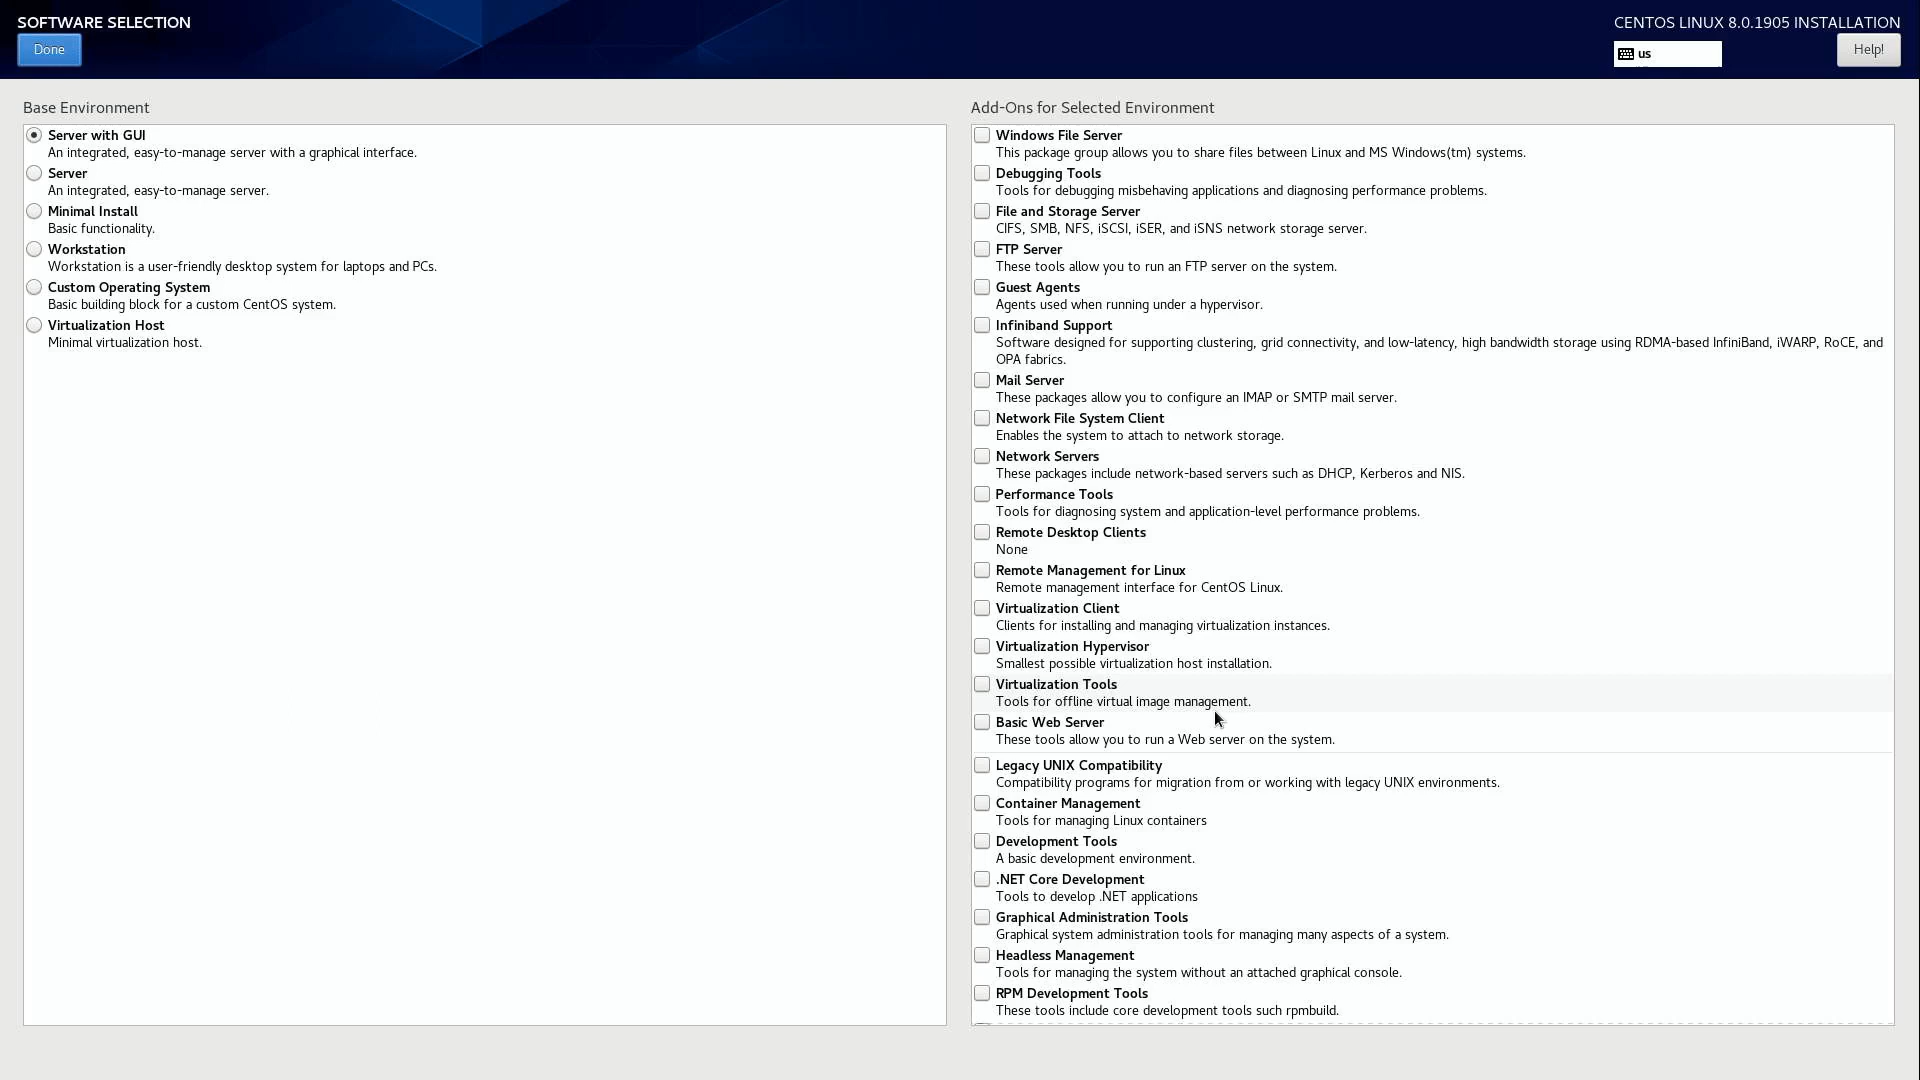 SOFTWARE SELECTION
Done
CENTOS LINUX 8.0.1905 INSTALLATION
us
Help!
Base Environment
Server with GUI
An integrated, easy-to-manage server with a graphical interface.
Server
An integrated, easy-to-manage server.
Minimal Install
Basic functionality.
Workstation
Workstation is a user-friendly desktop system for laptops and PCs.
Custom Operating System
Basic building block for a custom CentOS system.
Virtualization Host
Minimal virtualization host.
Add-Ons for Selected Environment
Windows File Server
This package group allows you to share files between Linux and MS Windows(tm) systems.
Debugging Tools
Tools for debugging misbehaving applications and diagnosing performance problems.
File and Storage Server
CIFS, SMB, NFS, iSCSI, iSER, and iSNS network storage server.
FTP Server
These tools allow you to run an FTP server on the system.
Guest Agents
Agents used when running under a hypervisor.
Infiniband Support
Software designed for supporting clustering, grid connectivity, and low-latency, high bandwidth storage using RDMA-based InfiniBand, iWARP, RoCE, and
OPA fabrics.
Mail Server
These packages allow you to configure an IMAP or SMTP mail server.
Network File System Client
Enables the system to attach to network storage.
Network Servers
These packages include network-based servers such as DHCP, Kerberos and NIS.
Performance Tools
Tools for diagnosing system and application-level performance problems.
Remote Desktop Clients
None
Remote Management for Linux
Remote management interface for CentOS Linux.
Virtualization Client
Clients for installing and managing virtualization instances.
Virtualization Hypervisor
Smallest possible virtualization host installation.
Virtualization Tools
Tools for offline virtual image management.
Basic Web Server
These tools allow you to run a Web server on the system.
Legacy UNIX Compatibility
Compatibility programs for migration from or working with legacy UNIX environments.
Container Management
Tools for managing Linux containers
Development Tools
A basic development environment.
.NET Core Development
Tools to develop .NET applications
Graphical Administration Tools
Graphical system administration tools for managing many aspects of a system.
Headless Management
Tools for managing the system without an attached graphical console.
RPM Development Tools
These tools include core development tools such rpmbuild.